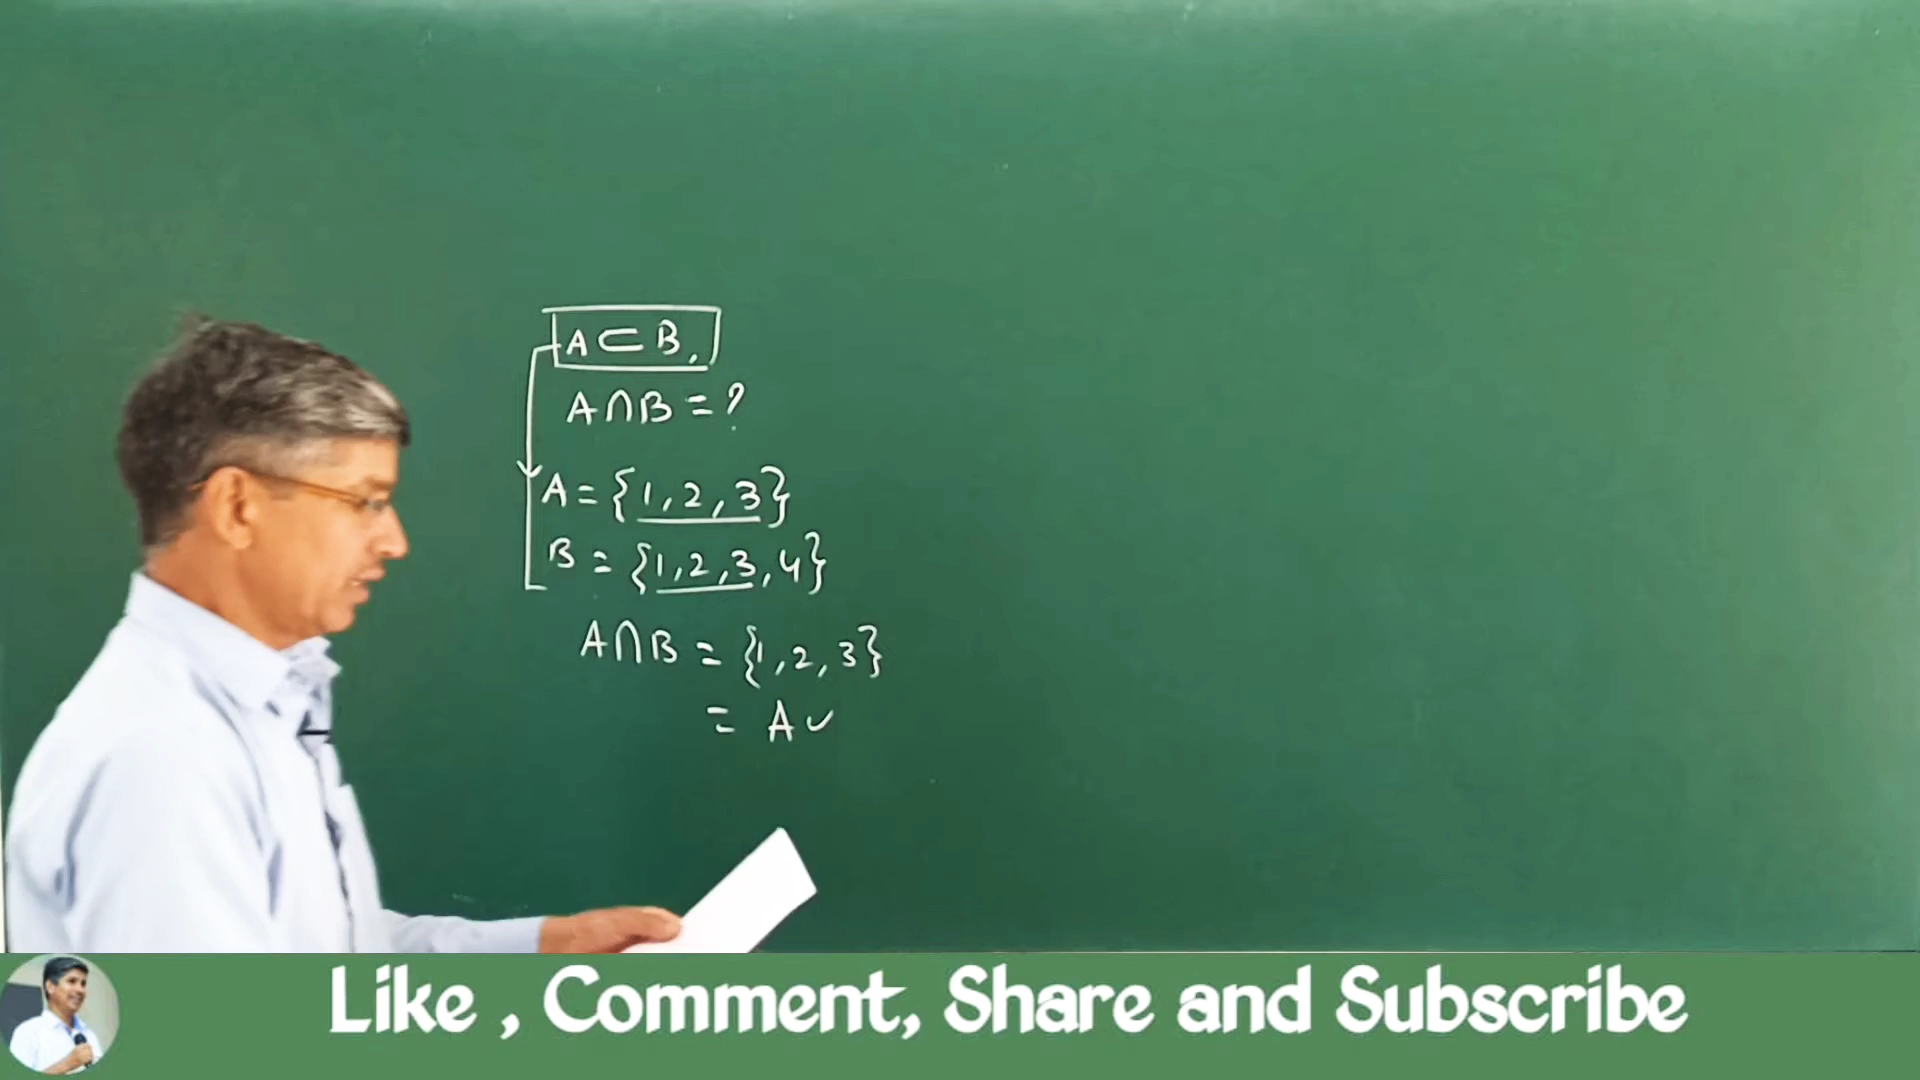 A ⊂ B,
A∩B = ?
A = {1, 2, 3}
B = {1, 2, 3, 4}
A∩B = {1, 2, 3}
= A ✓
Like , Comment, Share and Subscribe